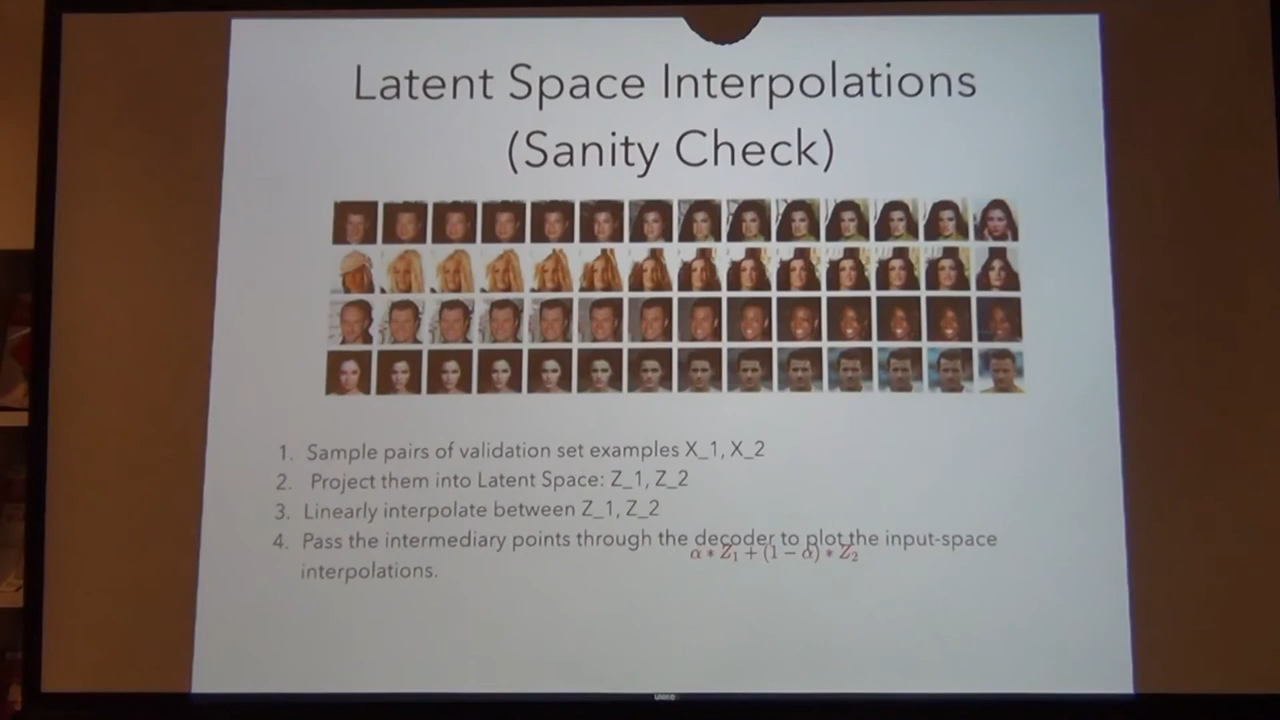 Latent Space Interpolations
(Sanity Check)
1. Sample pairs of validation set examples X_1, X_2
2. Project them into Latent Space: Z_1, Z_2
3. Linearly interpolate between Z_1, Z_2
4. Pass the intermediary points through the decoder to plot the input-space
α ∗ Z₁ + (1 − α) ∗ Z₂
interpolations.